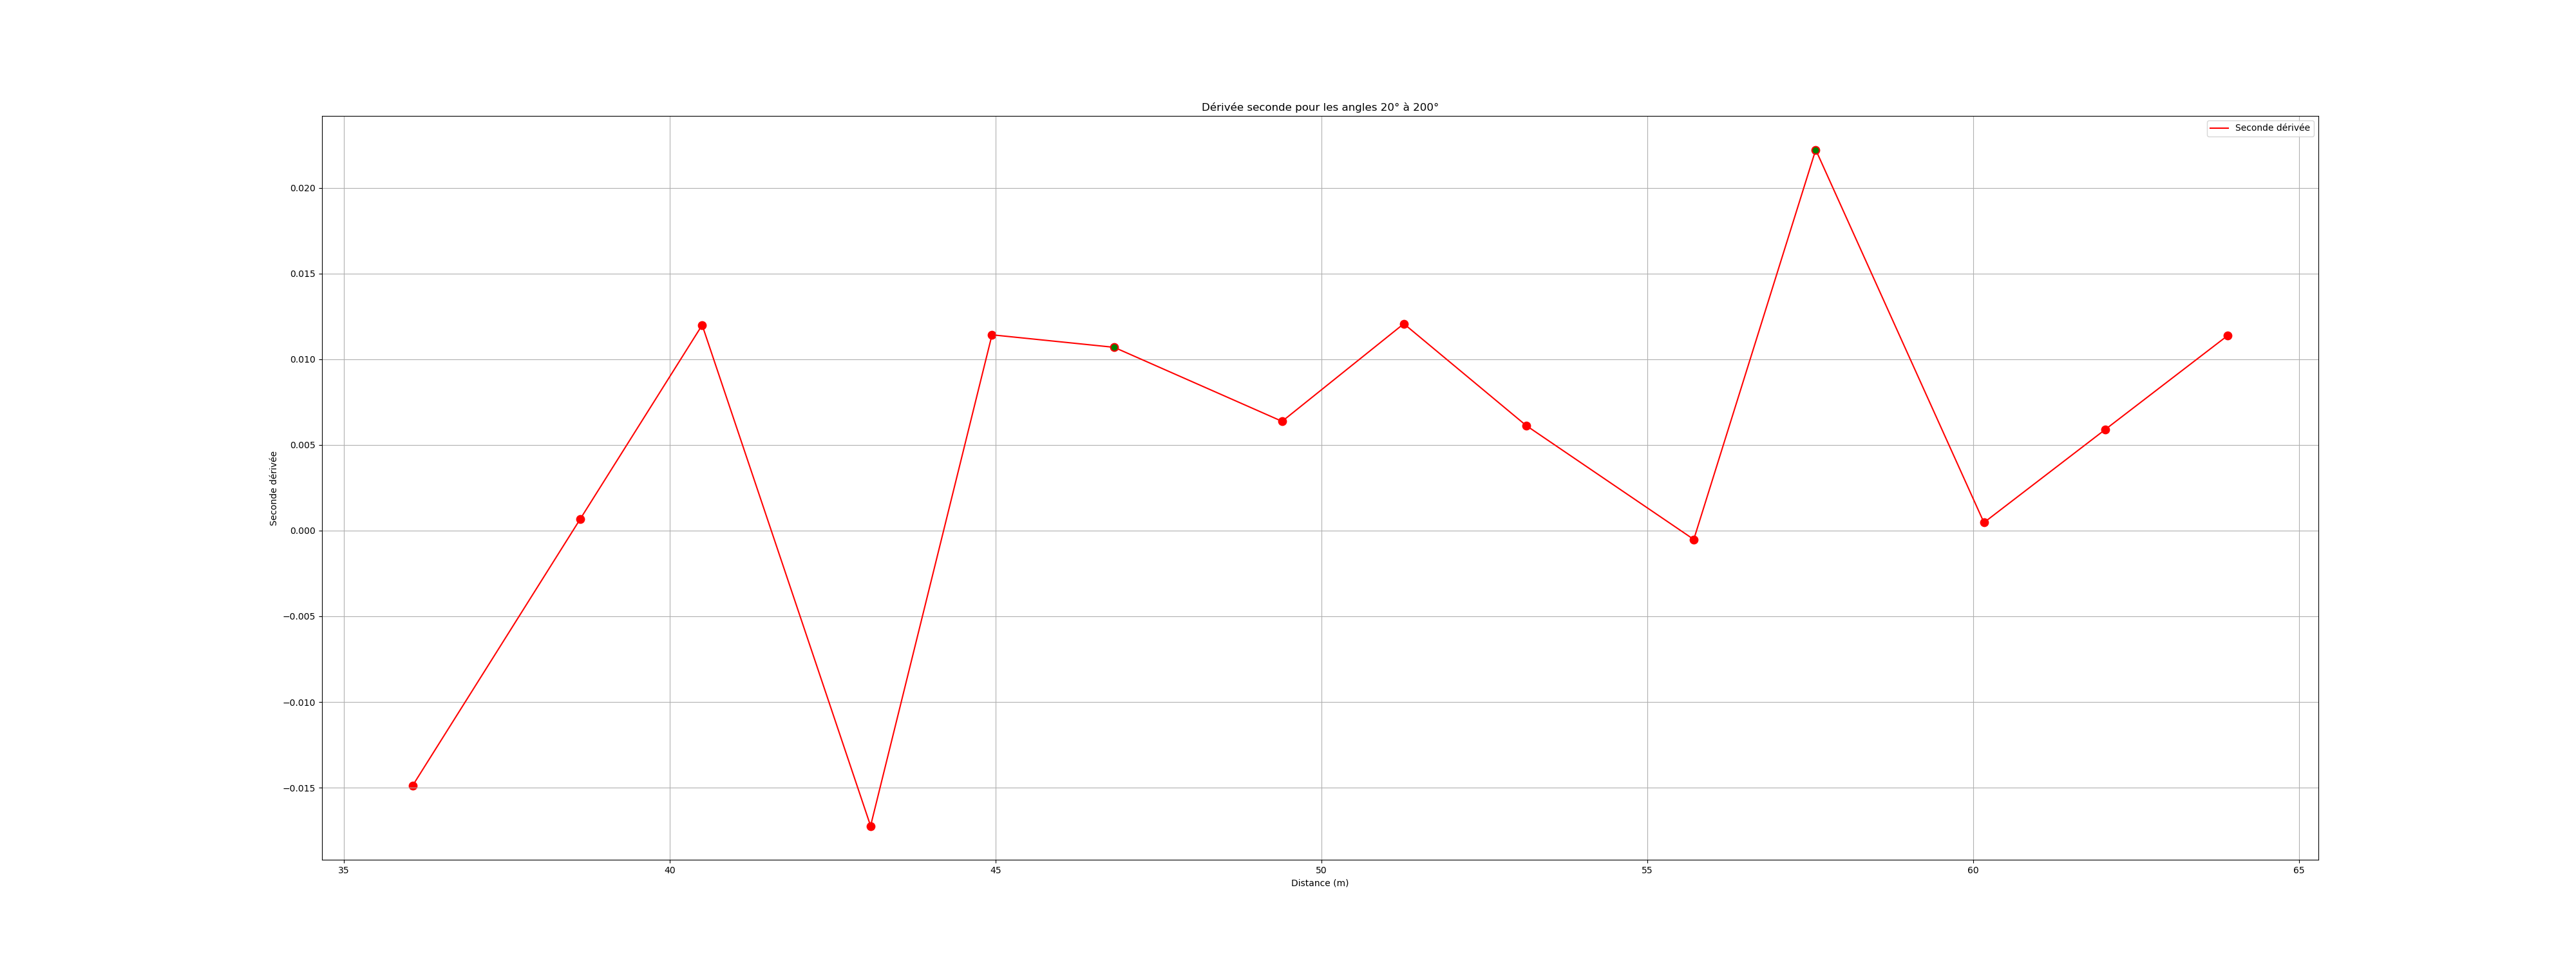 Dérivée seconde pour les angles 20° à 200°
Seconde dérivée
0.020
0.015
0.010
0.005
0.000
−0.005
−0.010
−0.015
Seconde dérivée
35 40 45 50 55 60 65
Distance (m)